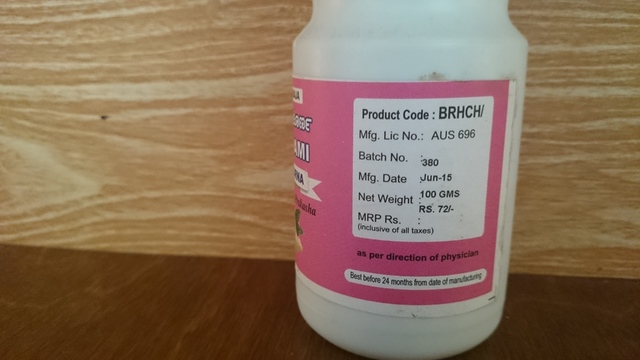 AMI
Product Code : BRHCH/
Mfg. Lic No.: AUS 696
Batch No. : 380
Mfg. Date : Jun-15
Net Weight : 100 GMS
MRP Rs. : RS. 72/-
(inclusive of all taxes)
as per direction of physician
Best before 24 months from date of manufacturing